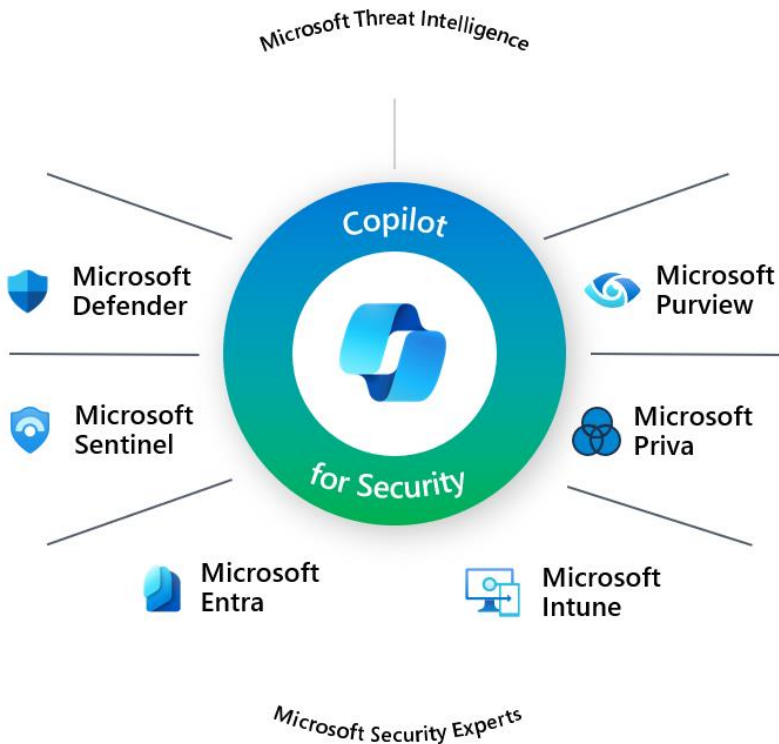 Microsoft Threat Intelligence
Copilot
for Security
Microsoft
Defender
Microsoft
Purview
Microsoft
Sentinel
Microsoft
Priva
Microsoft
Entra
Microsoft
Intune
Microsoft Security Experts